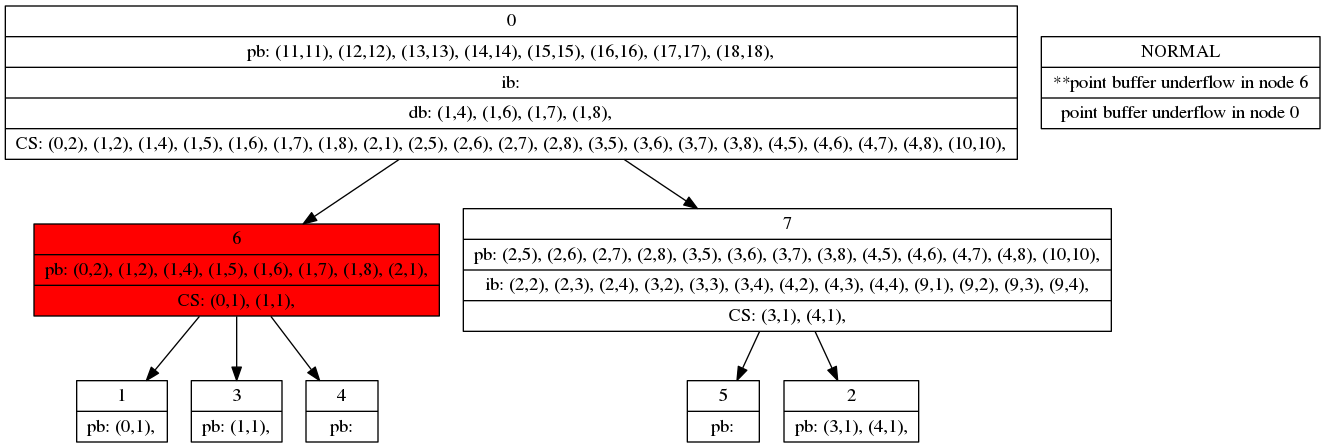 0
pb: (11,11), (12,12), (13,13), (14,14), (15,15), (16,16), (17,17), (18,18),
ib:
db: (1,4), (1,6), (1,7), (1,8),
CS: (0,2), (1,2), (1,4), (1,5), (1,6), (1,7), (1,8), (2,1), (2,5), (2,6), (2,7), (2,8), (3,5), (3,6), (3,7), (3,8), (4,5), (4,6), (4,7), (4,8), (10,10),
NORMAL
**point buffer underflow in node 6
point buffer underflow in node 0
6
pb: (0,2), (1,2), (1,4), (1,5), (1,6), (1,7), (1,8), (2,1),
CS: (0,1), (1,1),
7
pb: (2,5), (2,6), (2,7), (2,8), (3,5), (3,6), (3,7), (3,8), (4,5), (4,6), (4,7), (4,8), (10,10),
ib: (2,2), (2,3), (2,4), (3,2), (3,3), (3,4), (4,2), (4,3), (4,4), (9,1), (9,2), (9,3), (9,4),
CS: (3,1), (4,1),
1
pb: (0,1),
3
pb: (1,1),
4
pb:
5
pb:
2
pb: (3,1), (4,1),